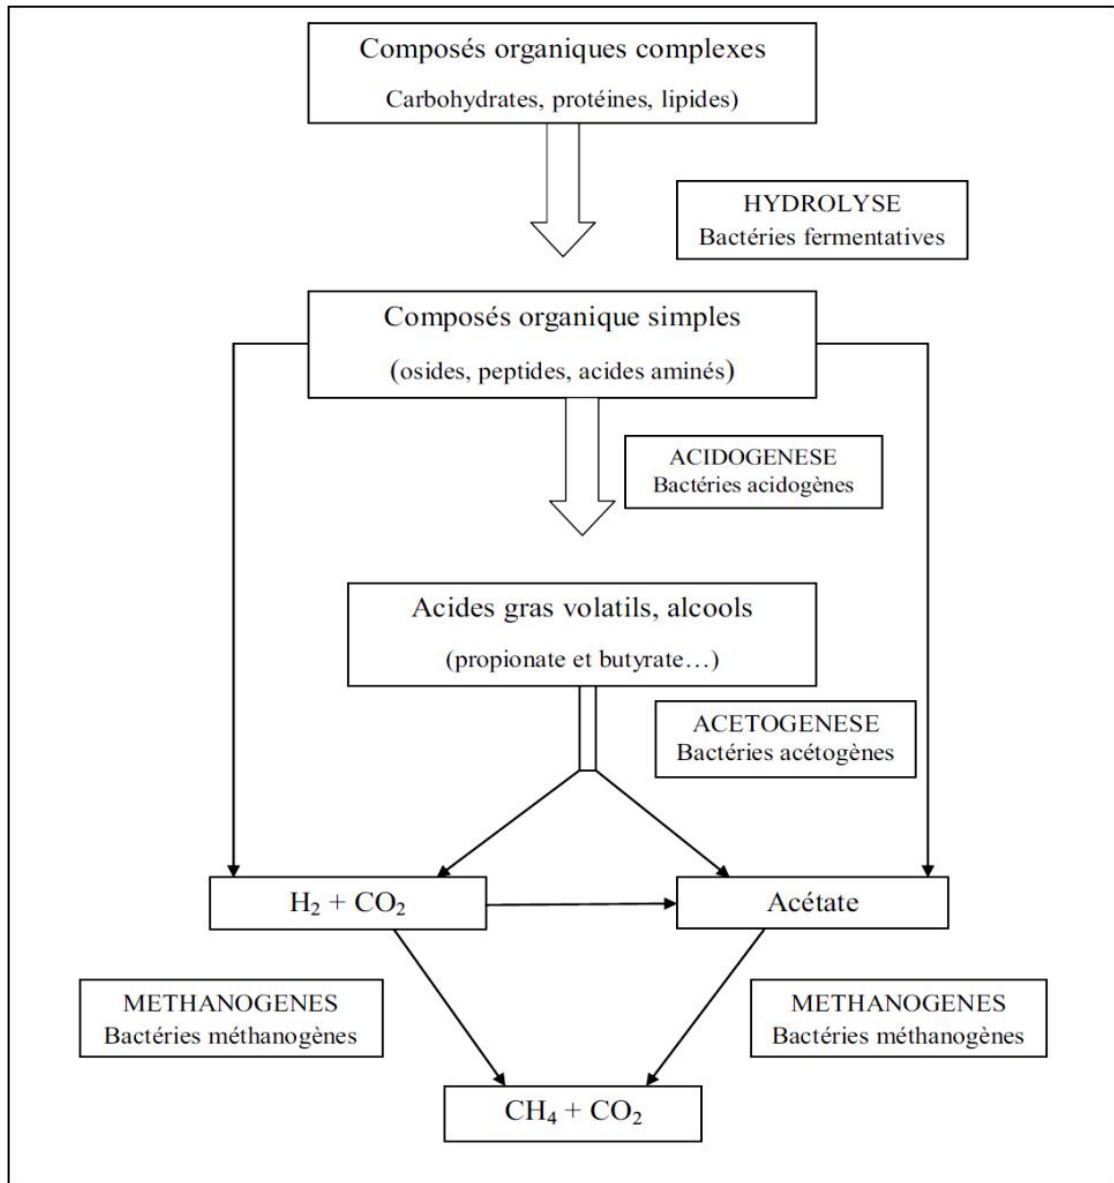 Composés organiques complexes
Carbohydrates, protéines, lipides)
HYDROLYSE
Bactéries fermentatives
Composés organique simples
(osides, peptides, acides aminés)
ACIDOGENESE
Bactéries acidogènes
Acides gras volatils, alcools
(propionate et butyrate…)
ACETOGENESE
Bactéries acétogènes
H₂ + CO₂
Acétate
METHANOGENES
Bactéries méthanogènes
METHANOGENES
Bactéries méthanogènes
CH₄ + CO₂